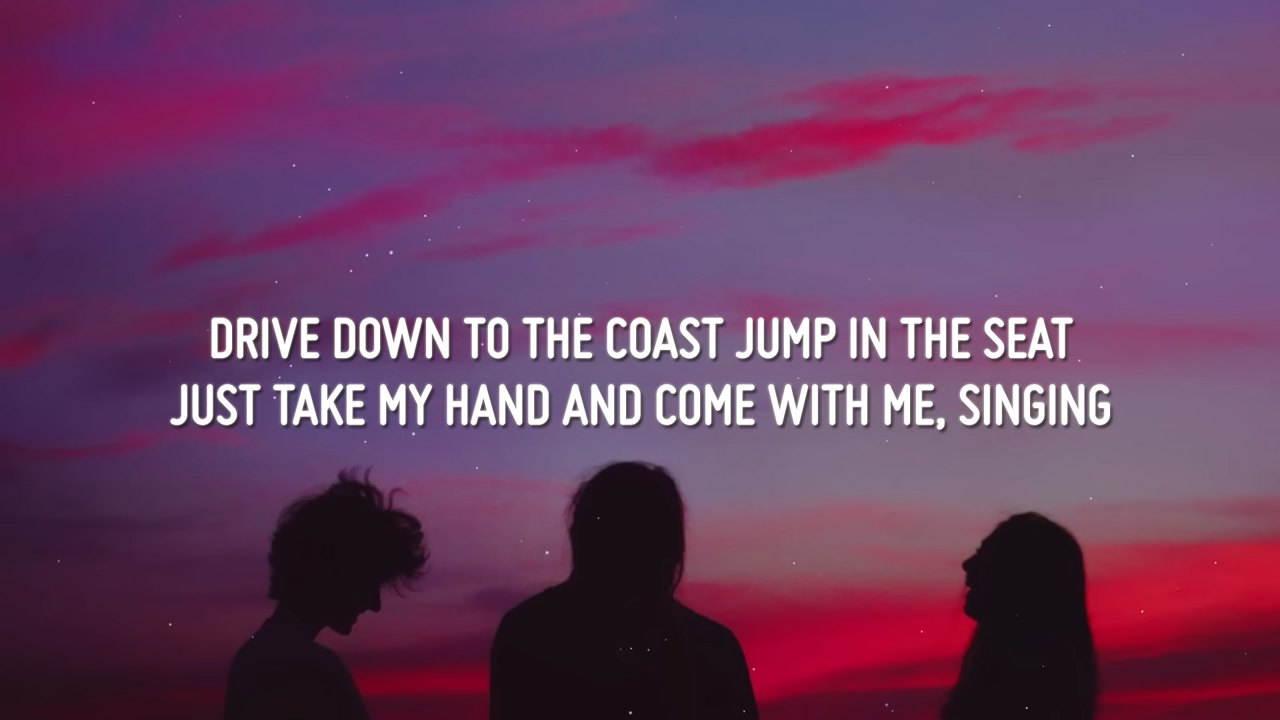 DRIVE DOWN TO THE COAST JUMP IN THE SEAT
JUST TAKE MY HAND AND COME WITH ME, SINGING